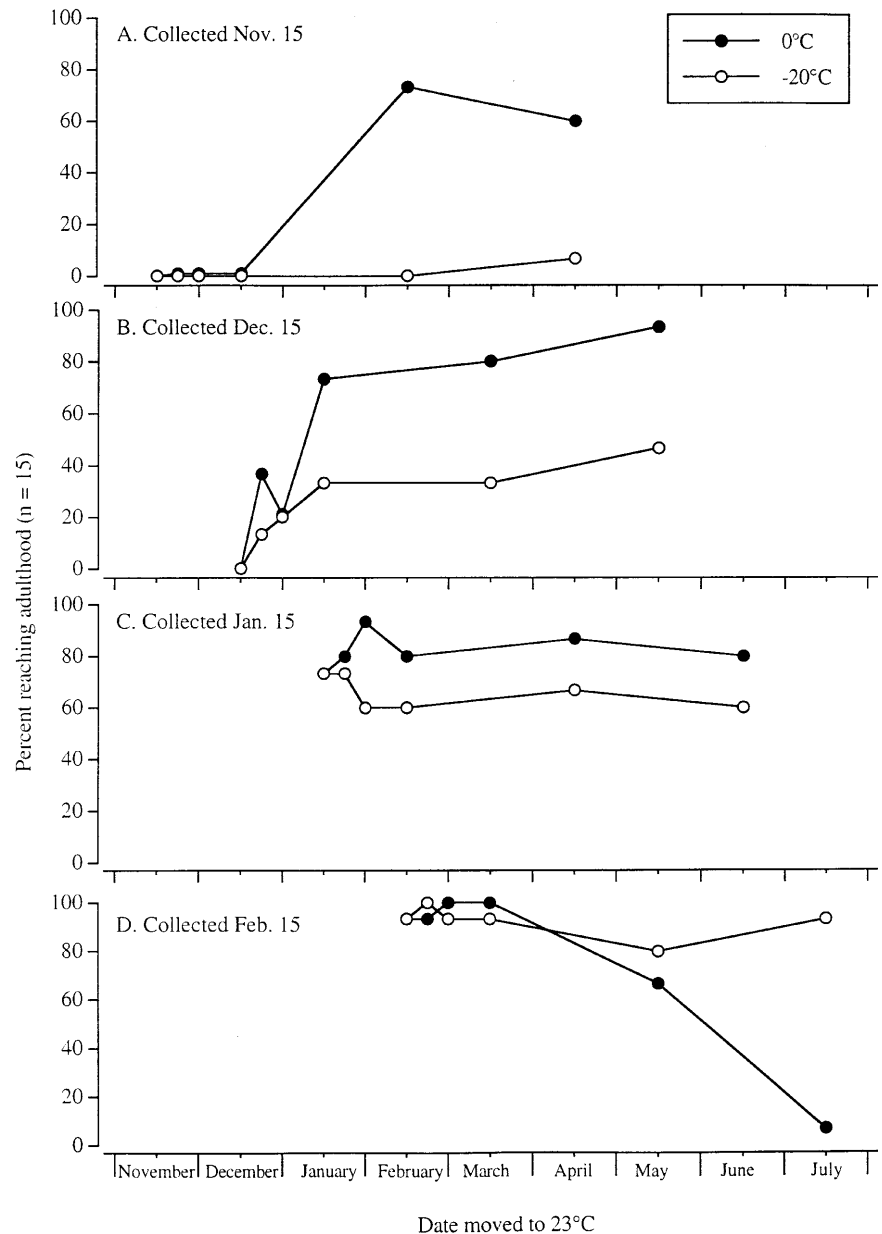 A. Collected Nov. 15
0°C
-20°C
100
80
60
40
20
0
B. Collected Dec. 15
100
80
60
40
20
0
C. Collected Jan. 15
100
80
60
40
20
0
D. Collected Feb. 15
100
80
60
40
20
0
Percent reaching adulthood (n = 15)
November December January February March April May June July
Date moved to 23°C